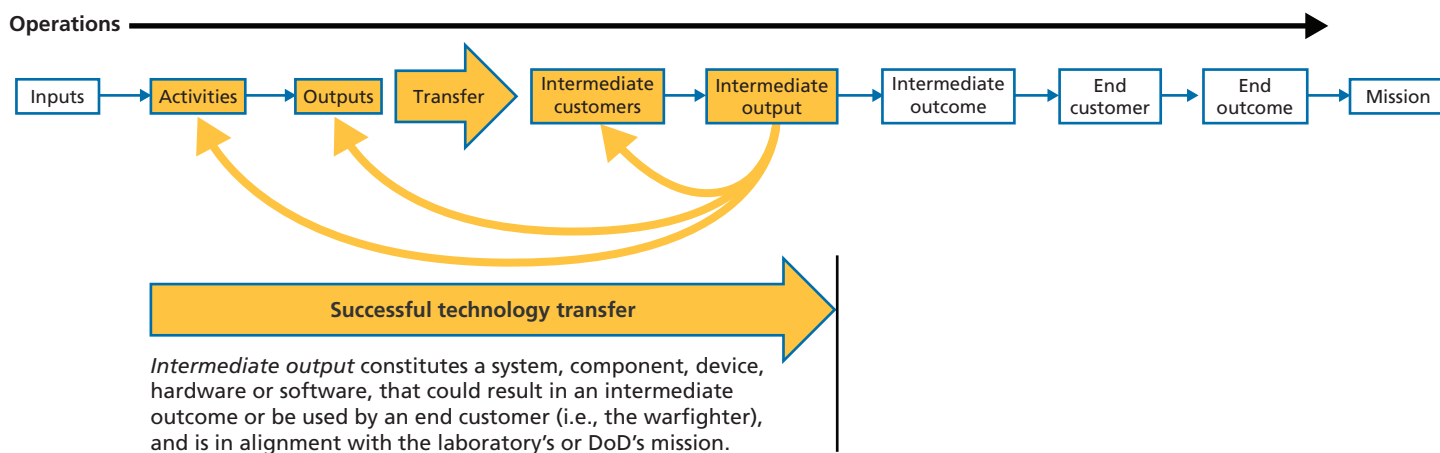 Operations
Inputs
Activities
Outputs
Transfer
Intermediate
customers
Intermediate
output
Intermediate
outcome
End
customer
End
outcome
Mission
Successful technology transfer
Intermediate output constitutes a system, component, device,
hardware or software, that could result in an intermediate
outcome or be used by an end customer (i.e., the warfighter),
and is in alignment with the laboratory’s or DoD’s mission.